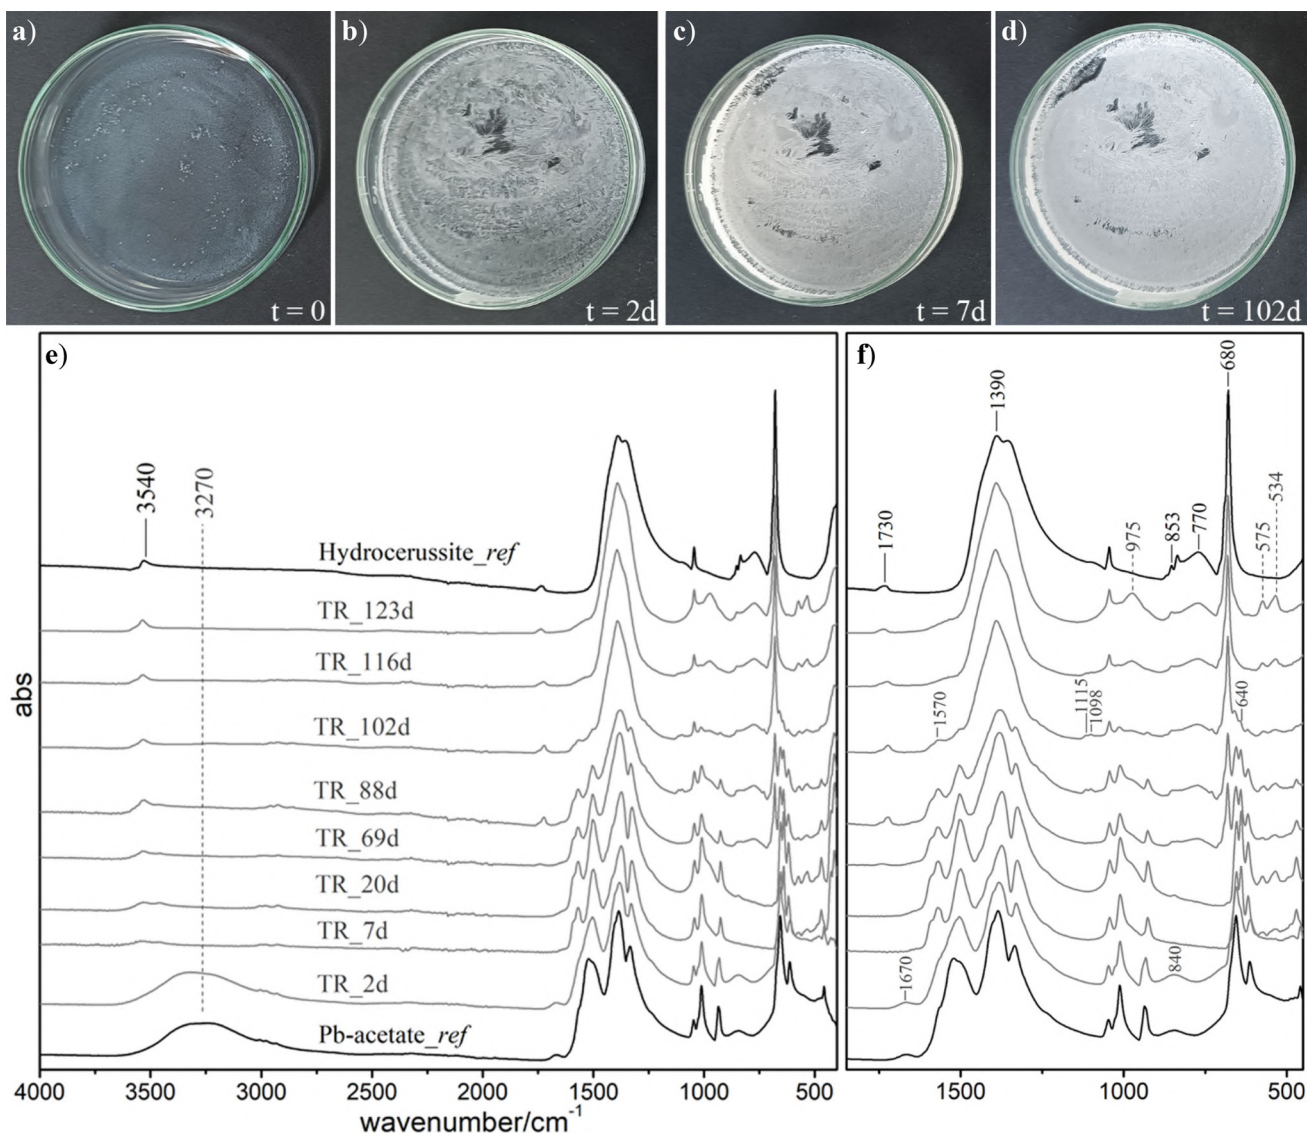 a)
b)
c)
d)
t = 0
t = 2d
t = 7d
t = 102d
e)
f)
680
1390
534
3540
3270
1730
853
770
975
575
Hydrocerussite_ref
TR_123d
TR_116d
1115
1098
640
1570
TR_102d
TR_88d
TR_69d
TR_20d
TR_7d
1670
840
TR_2d
Pb-acetate_ref
abs
4000 3500 3000 2500 2000 1500 1000 500
1500 1000 500
wavenumber/cm⁻¹